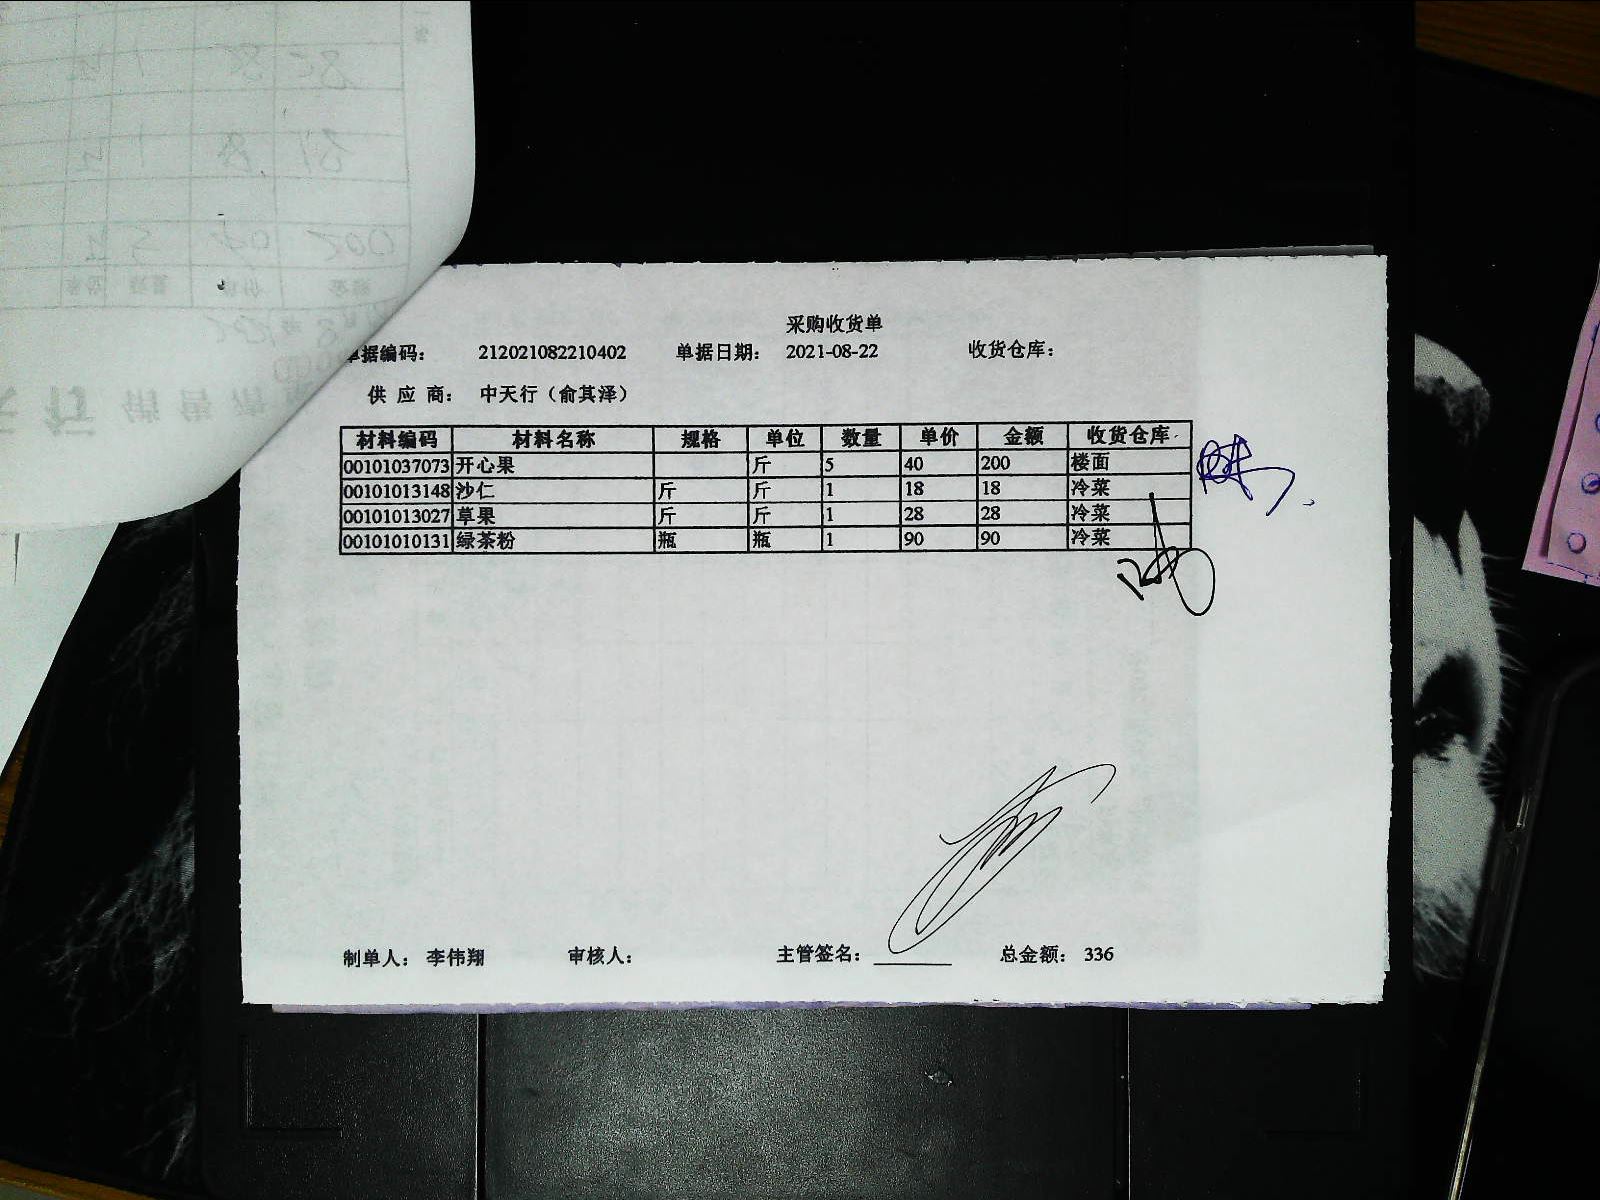 采购收货单
单据编码： 212021082210402 单据日期： 2021-08-22 收货仓库：
供 应 商： 中天行（俞其泽）
材料编码 材料名称 规格 单位 数量 单价 金额 收货仓库
00101037073 开心果 斤 5 40 200 楼面
00101013148 沙仁 斤 斤 1 18 18 冷菜
00101013027 草果 斤 斤 1 28 28 冷菜
00101010131 绿茶粉 瓶 瓶 1 90 90 冷菜
制单人： 李伟翔 审核人： 主管签名： 总金额： 336